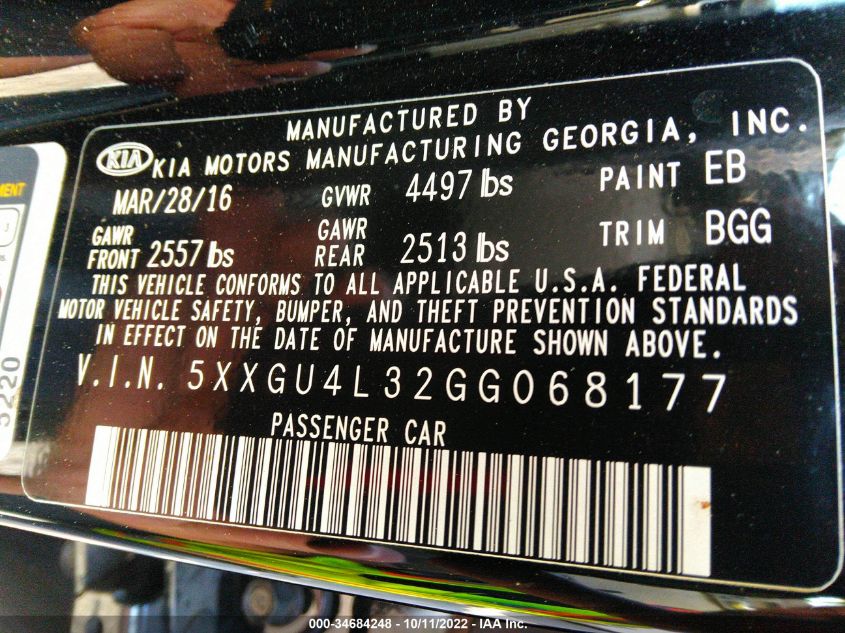 MANUFACTURED BY
KIA KIA MOTORS MANUFACTURING GEORGIA, INC.
MAR/28/16 GVWR 4497 lbs PAINT EB
GAWR FRONT 2557 lbs GAWR REAR 2513 lbs TRIM BGG
THIS VEHICLE CONFORMS TO ALL APPLICABLE U.S.A. FEDERAL
MOTOR VEHICLE SAFETY, BUMPER, AND THEFT PREVENTION STANDARDS
IN EFFECT ON THE DATE OF MANUFACTURE SHOWN ABOVE.
V.I.N. 5XXGU4L32GG068177
PASSENGER CAR
MENT
3
5220
000-34684248 - 10/11/2022 - IAA Inc.